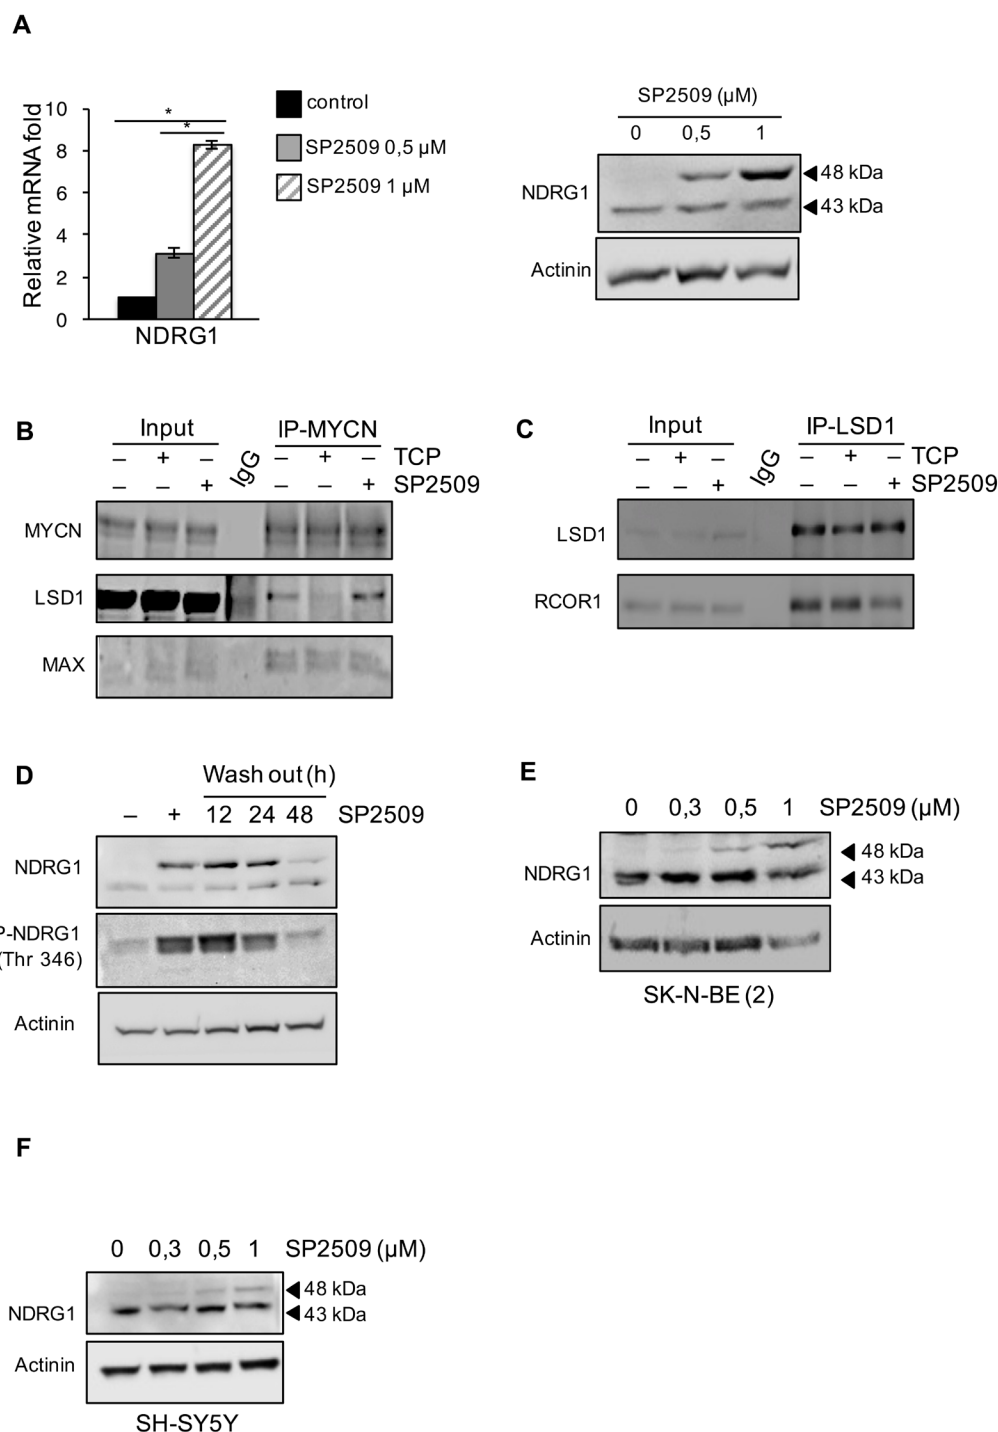 A
Relative mRNA fold
10
8
6
4
2
0
*
*
NDRG1
control
SP2509 0,5 µM
SP2509 1 µM
SP2509 (µM)
0 0,5 1
NDRG1
48 kDa
43 kDa
Actinin
B
Input IP-MYCN
– + – IgG – + – TCP
– – + – – + SP2509
MYCN
LSD1
MAX
C
Input IP-LSD1
– + – IgG – + – TCP
– – + – – + SP2509
LSD1
RCOR1
D
Wash out (h)
– + 12 24 48 SP2509
NDRG1
P-NDRG1
(Thr 346)
Actinin
E
0 0,3 0,5 1 SP2509 (µM)
NDRG1
48 kDa
43 kDa
Actinin
SK-N-BE (2)
F
0 0,3 0,5 1 SP2509 (µM)
NDRG1
48 kDa
43 kDa
Actinin
SH-SY5Y